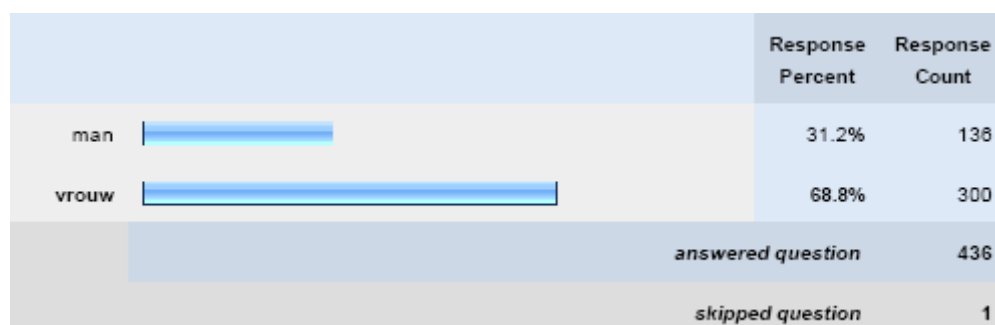 Response Response
Percent Count
man 31.2% 136
vrouw 68.8% 300
answered question 436
skipped question 1